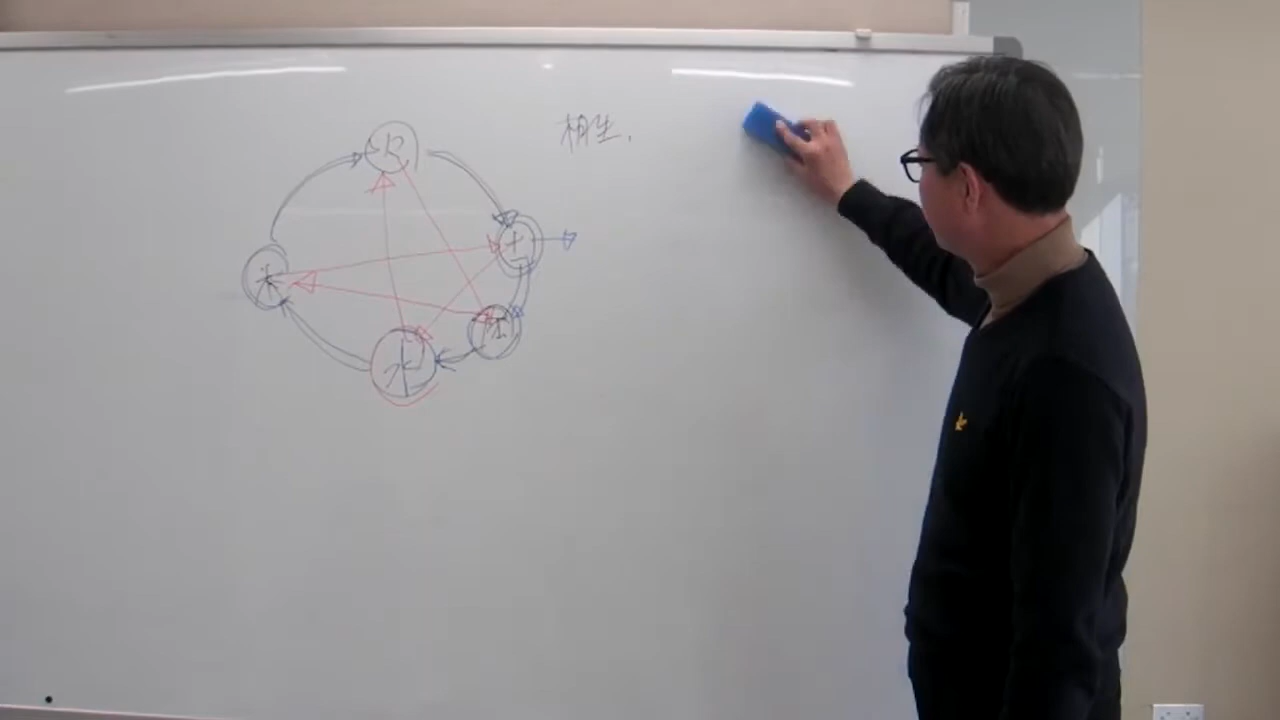 相生.
火
土
木
金
水